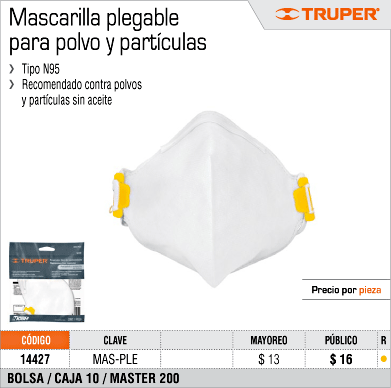 Mascarilla plegable
para polvo y partículas
TRUPER®
› Tipo N95
› Recomendado contra polvos
y partículas sin aceite
TRUPER
Precio por pieza
CÓDIGO CLAVE MAYOREO PÚBLICO R
14427 MAS-PLE $ 13 $ 16
BOLSA / CAJA 10 / MASTER 200